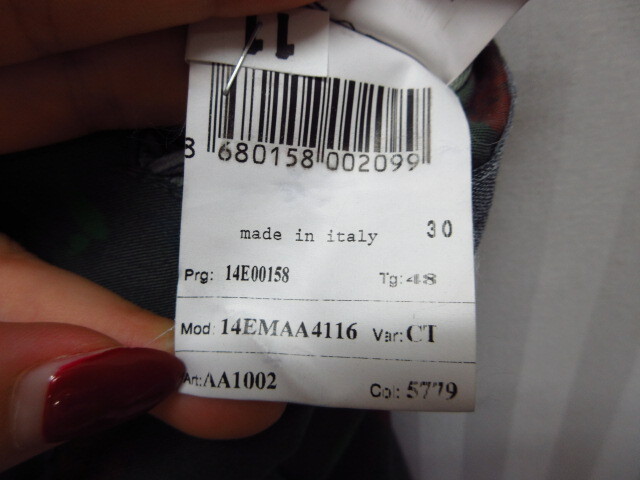 8 680158 002099
made in italy 30
Prg: 14E00158 Tg: 48
Mod: 14EMAA4116 Var: CT
Art: AA1002 Col: 5779